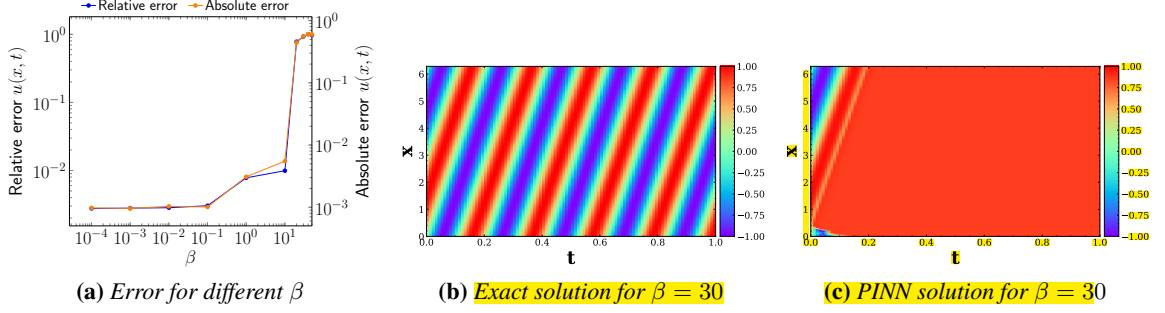 Relative error Absolute error
Relative error u(x, t)
10^0
10^−1
10^−2
10^−4 10^−3 10^−2 10^−1 10^0 10^1
β
10^0
10^−1
10^−2
10^−3
Absolute error u(x, t)
(a) Error for different β
x
6
5
4
3
2
1
0
0.0 0.2 0.4 0.6 0.8 1.0
t
1.00
0.75
0.50
0.25
0.00
−0.25
−0.50
−0.75
−1.00
(b) Exact solution for β = 30
x
6
5
4
3
2
1
0
0.0 0.2 0.4 0.6 0.8 1.0
t
1.00
0.75
0.50
0.25
0.00
−0.25
−0.50
−0.75
−1.00
(c) PINN solution for β = 30